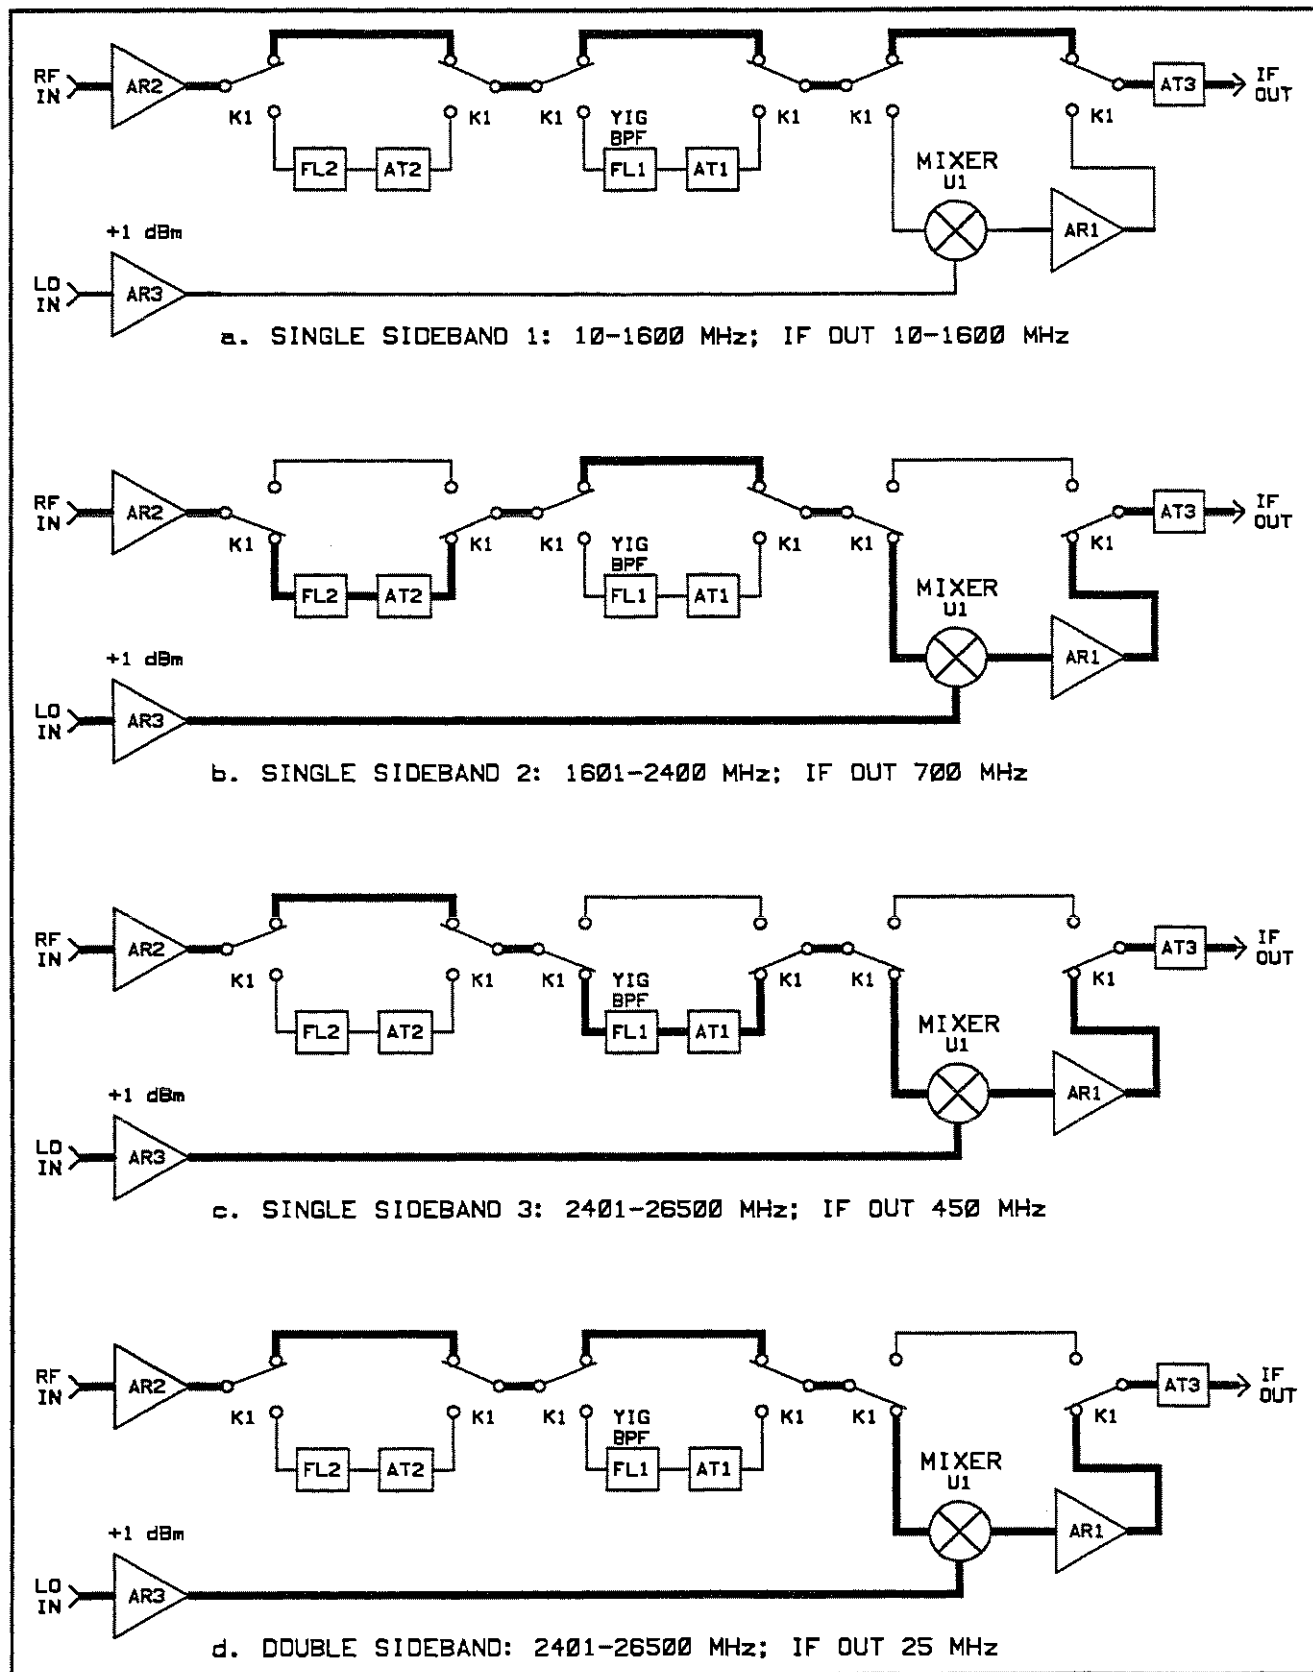 RF IN AR2 K1 K1 K1 K1 K1 K1 AT3 IF OUT
YIG BPF
FL2 AT2 FL1 AT1
MIXER U1
AR1
+1 dBm
LO IN AR3
a. SINGLE SIDEBAND 1: 10-1600 MHz; IF OUT 10-1600 MHz
RF IN AR2 K1 K1 K1 K1 K1 K1 AT3 IF OUT
YIG BPF
FL2 AT2 FL1 AT1
MIXER U1
AR1
+1 dBm
LO IN AR3
b. SINGLE SIDEBAND 2: 1601-2400 MHz; IF OUT 700 MHz
RF IN AR2 K1 K1 K1 K1 K1 K1 AT3 IF OUT
YIG BPF
FL2 AT2 FL1 AT1
MIXER U1
AR1
+1 dBm
LO IN AR3
c. SINGLE SIDEBAND 3: 2401-26500 MHz; IF OUT 450 MHz
RF IN AR2 K1 K1 K1 K1 K1 K1 AT3 IF OUT
YIG BPF
FL2 AT2 FL1 AT1
MIXER U1
AR1
+1 dBm
LO IN AR3
d. DOUBLE SIDEBAND: 2401-26500 MHz; IF OUT 25 MHz